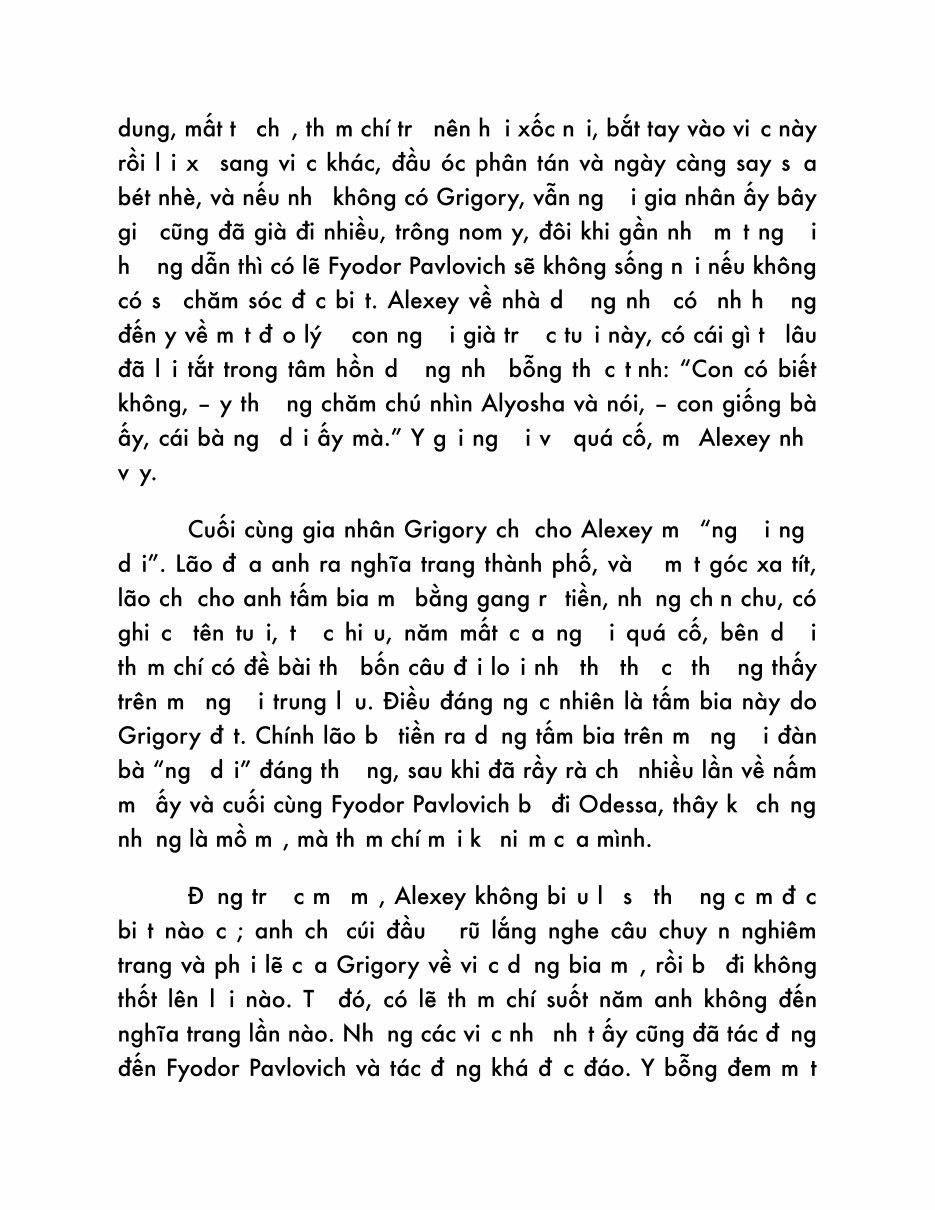 dung, mất t ch , th m chí tr nên h i xốc n i, bắt tay vào vi c này
rồi l i x sang vi c khác, đầu óc phân tán và ngày càng say s a
bét nhè, và nếu nh không có Grigory, vẫn ng i gia nhân ấy bây
gi cũng đã già đi nhiều, trông nom y, đôi khi gần nh m t ng i
h ng dẫn thì có lẽ Fyodor Pavlovich sẽ không sống n i nếu không
có s chăm sóc đ c bi t. Alexey về nhà d ng nh có nh h ng
đến y về m t đ o lý con ng i già tr c tu i này, có cái gì t lâu
đã l i tắt trong tâm hồn d ng nh bỗng th c t nh: “Con có biết
không, – y th ng chăm chú nhìn Alyosha và nói, – con giống bà
ấy, cái bà ng d i ấy mà.” Y g i ng i v quá cố, m Alexey nh
v y.
Cuối cùng gia nhân Grigory ch cho Alexey m “ng i ng
d i”. Lão đ a anh ra nghĩa trang thành phố, và m t góc xa tít,
lão ch cho anh tấm bia m bằng gang r tiền, nh ng ch n chu, có
ghi c tên tu i, t c hi u, năm mất c a ng i quá cố, bên d i
th m chí có đề bài th bốn câu đ i lo i nh th th c th ng thấy
trên m ng i trung l u. Điều đáng ng c nhiên là tấm bia này do
Grigory đ t. Chính lão b tiền ra d ng tấm bia trên m ng i đàn
bà “ng d i” đáng th ng, sau khi đã rầy rà ch nhiều lần về nấm
m ấy và cuối cùng Fyodor Pavlovich b đi Odessa, thây k ch ng
nh ng là mồ m , mà th m chí m i k ni m c a mình.
Đ ng tr c m m , Alexey không bi u l s th ng c m đ c
bi t nào c ; anh ch cúi đầu rũ lắng nghe câu chuy n nghiêm
trang và ph i lẽ c a Grigory về vi c d ng bia m , rồi b đi không
thốt lên l i nào. T đó, có lẽ th m chí suốt năm anh không đến
nghĩa trang lần nào. Nh ng các vi c nh nh t ấy cũng đã tác đ ng
đến Fyodor Pavlovich và tác đ ng khá đ c đáo. Y bỗng đem m t